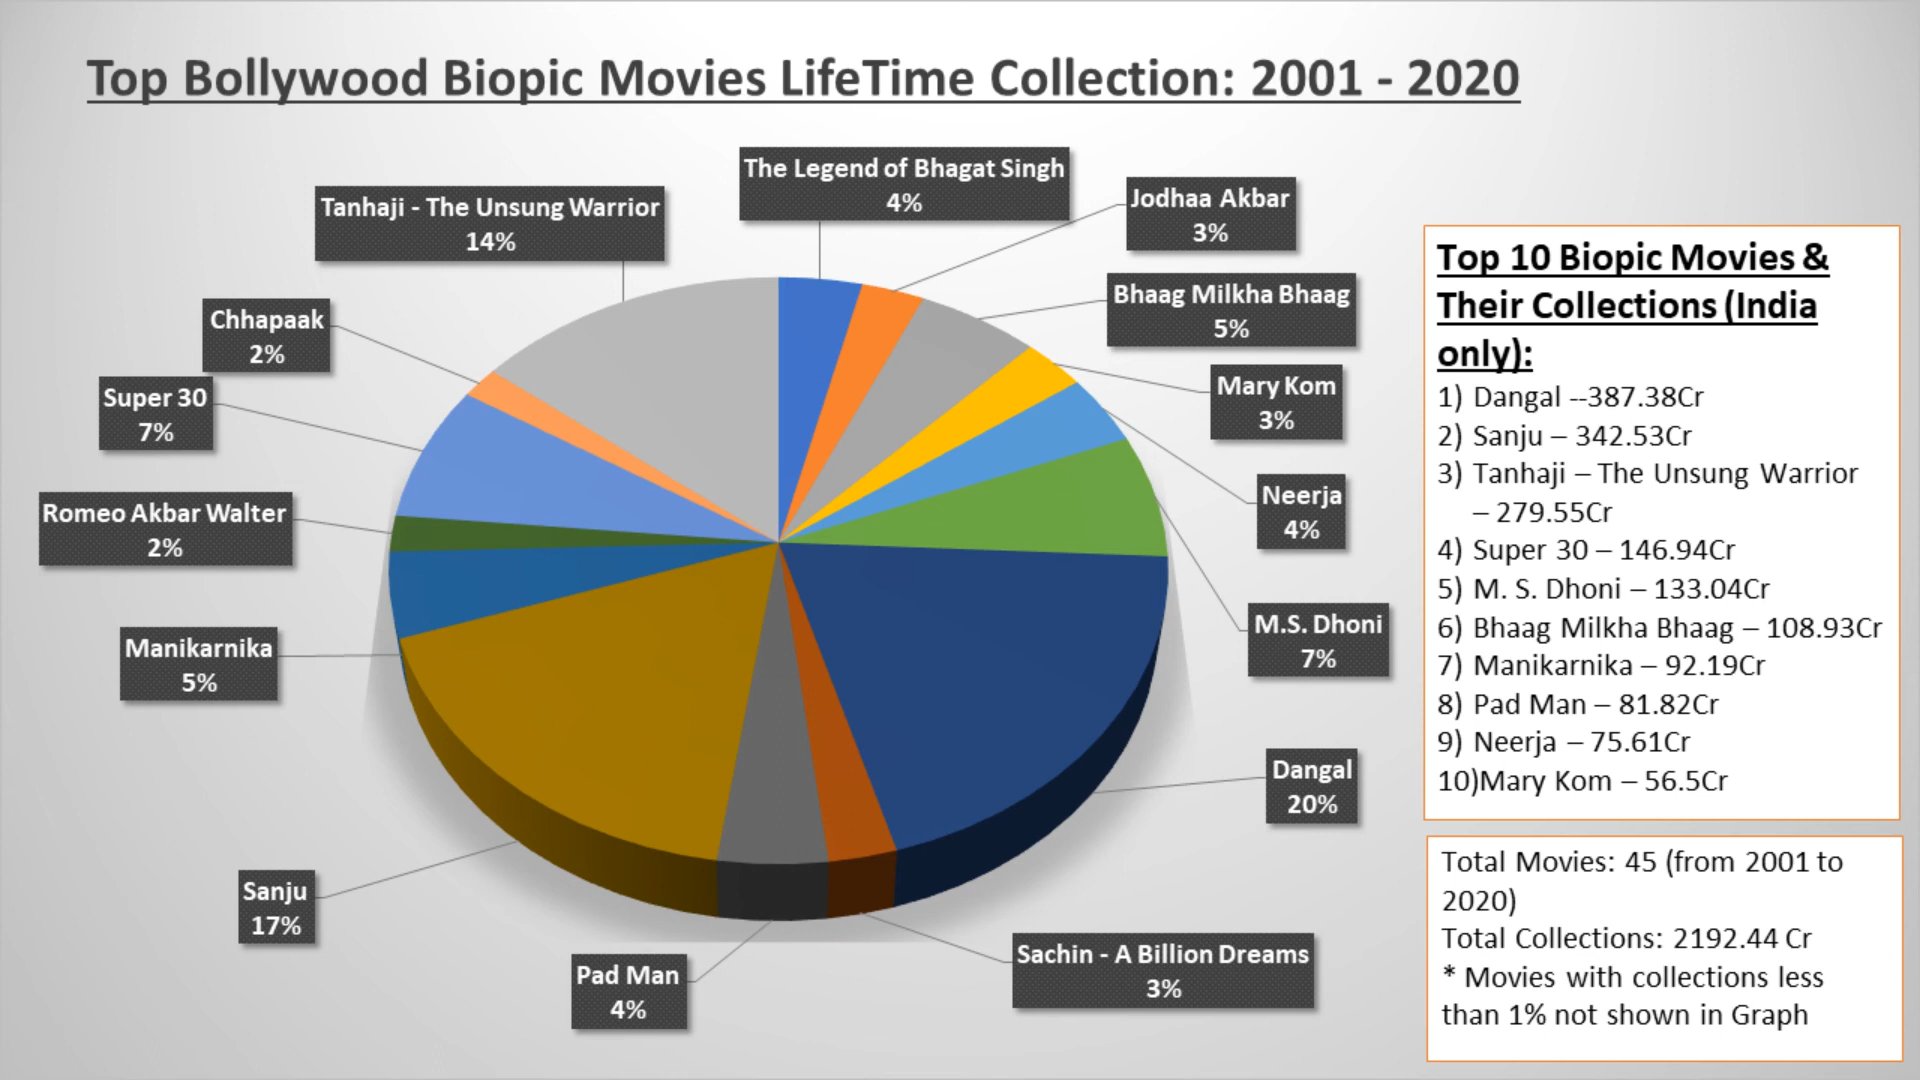 Top Bollywood Biopic Movies LifeTime Collection: 2001 - 2020
The Legend of Bhagat Singh
4%
Jodhaa Akbar
3%
Bhaag Milkha Bhaag
5%
Mary Kom
3%
Neerja
4%
M.S. Dhoni
7%
Dangal
20%
Sachin - A Billion Dreams
3%
Pad Man
4%
Sanju
17%
Manikarnika
5%
Romeo Akbar Walter
2%
Super 30
7%
Chhapaak
2%
Tanhaji - The Unsung Warrior
14%
Top 10 Biopic Movies &
Their Collections (India
only):
1) Dangal --387.38Cr
2) Sanju – 342.53Cr
3) Tanhaji – The Unsung Warrior
– 279.55Cr
4) Super 30 – 146.94Cr
5) M. S. Dhoni – 133.04Cr
6) Bhaag Milkha Bhaag – 108.93Cr
7) Manikarnika – 92.19Cr
8) Pad Man – 81.82Cr
9) Neerja – 75.61Cr
10)Mary Kom – 56.5Cr
Total Movies: 45 (from 2001 to
2020)
Total Collections: 2192.44 Cr
* Movies with collections less
than 1% not shown in Graph